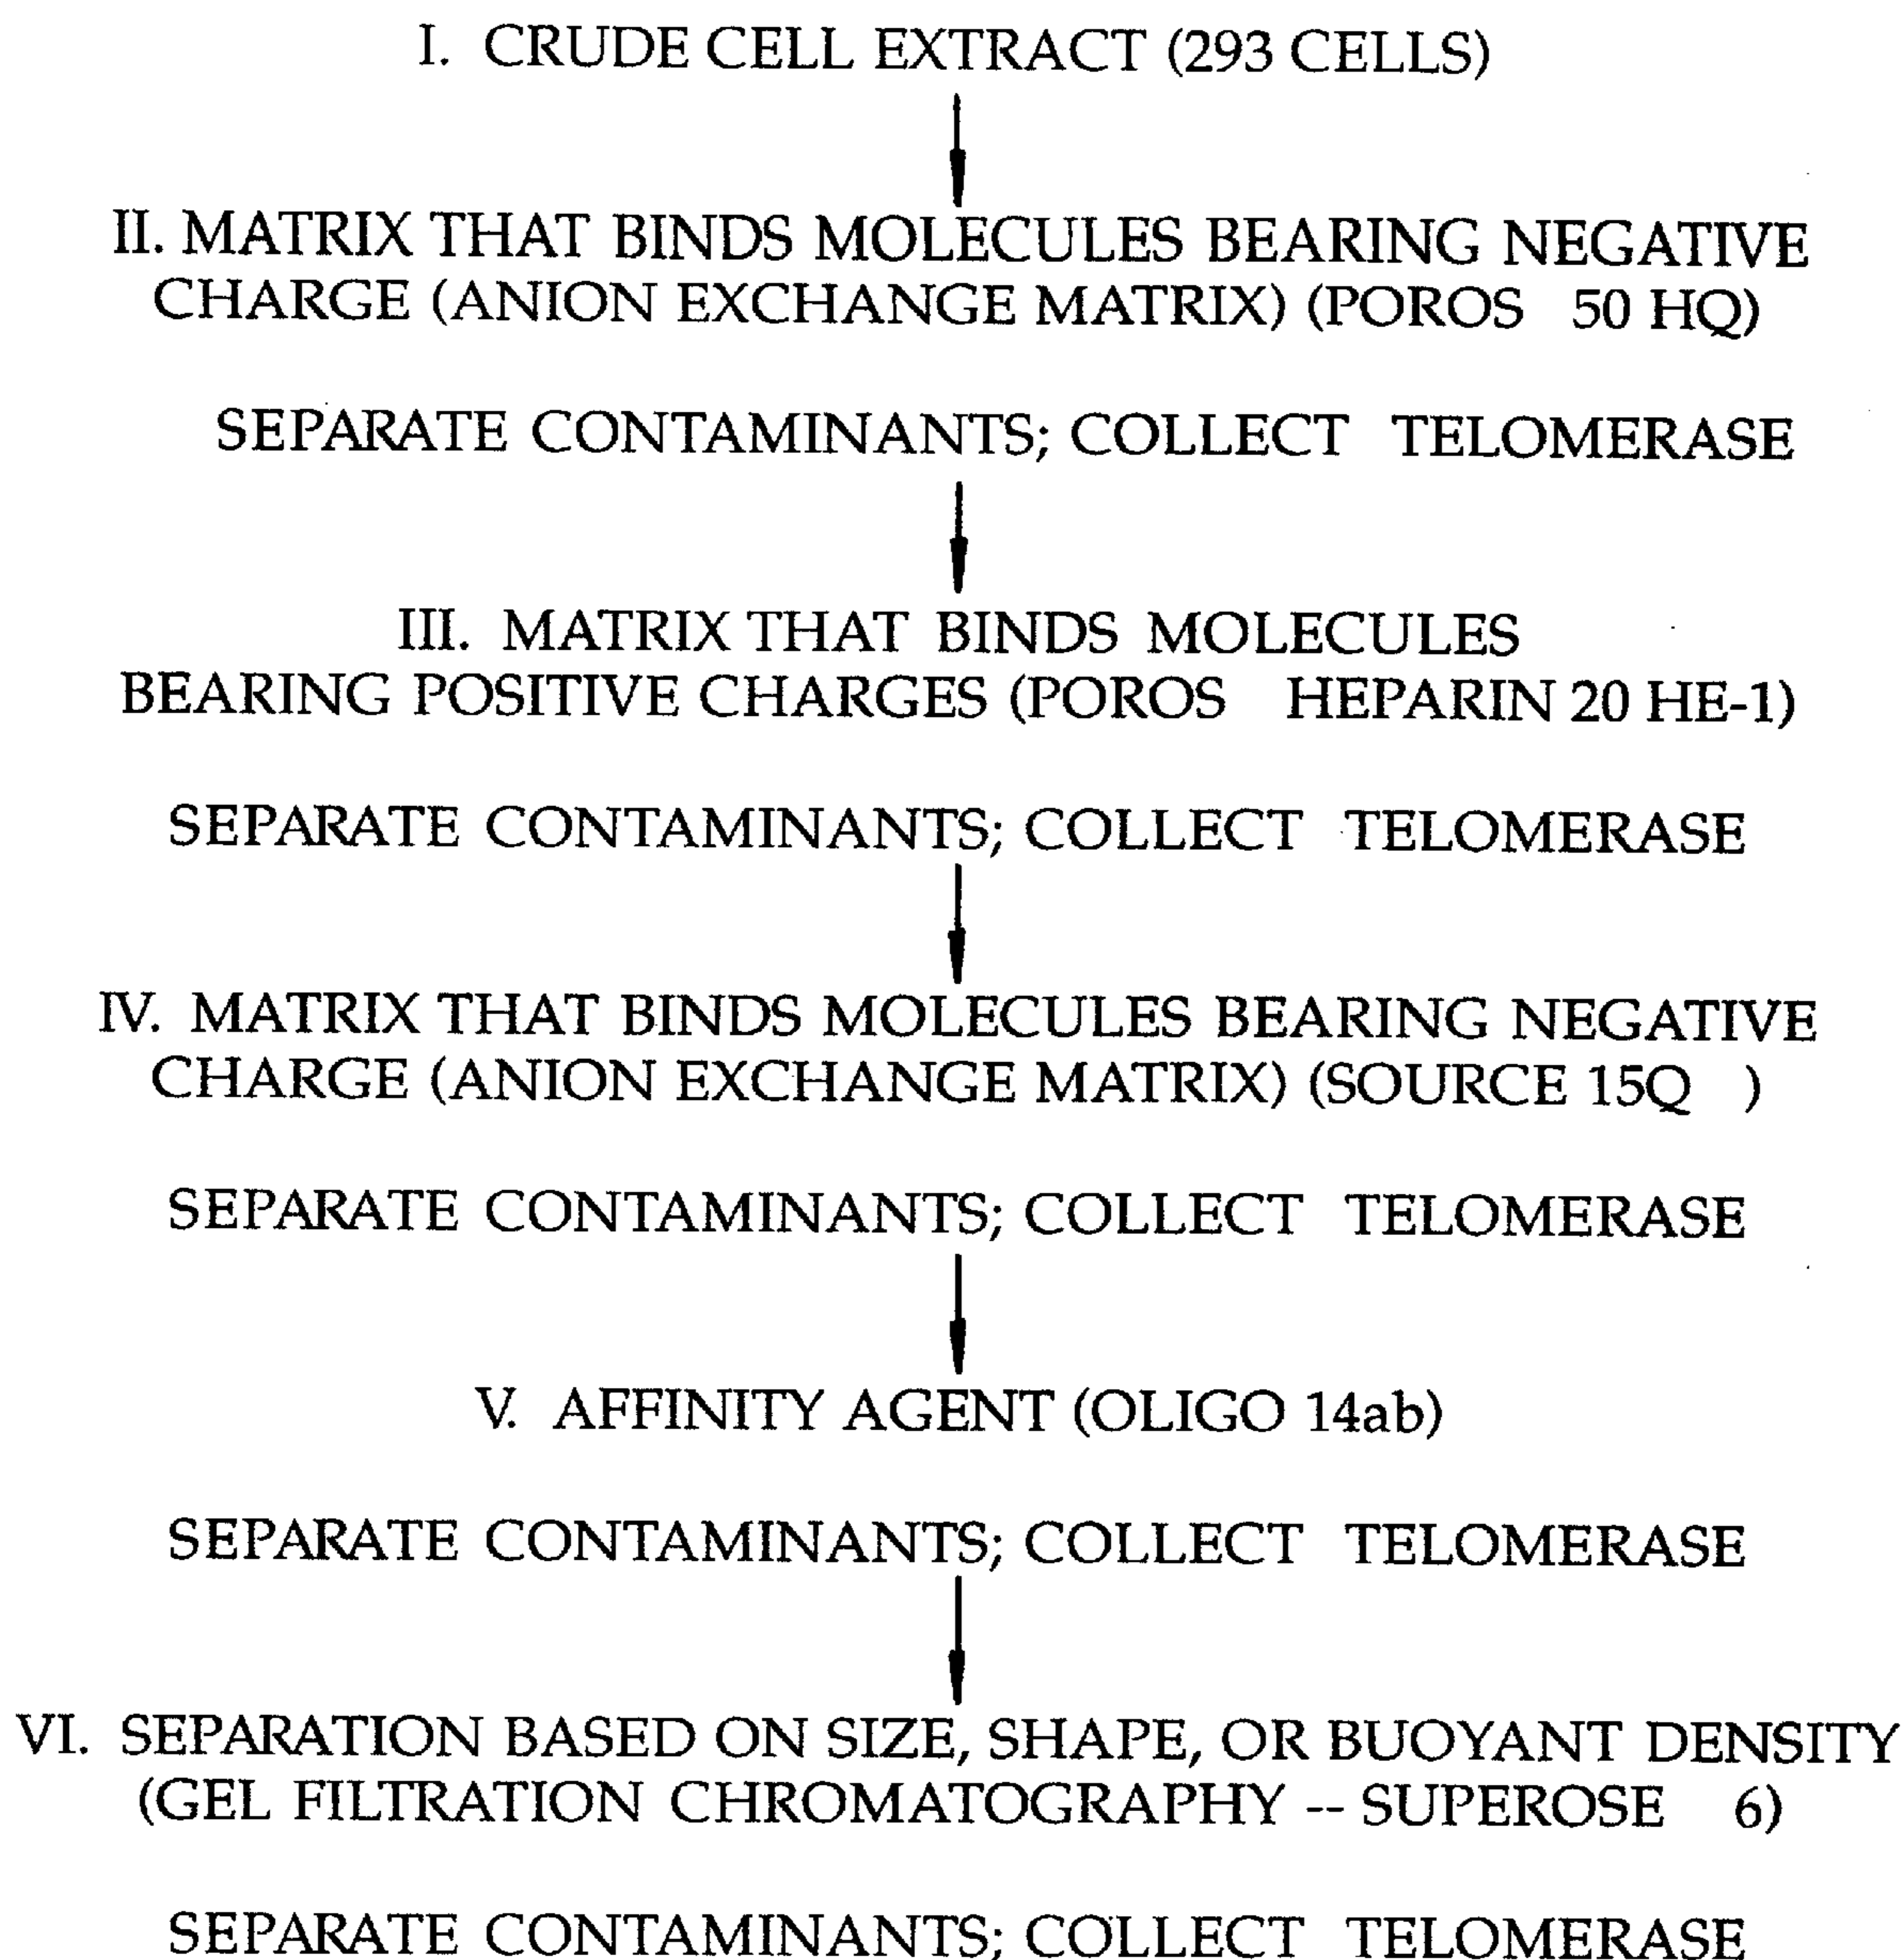 I. CRUDE CELL EXTRACT (293 CELLS)
II. MATRIX THAT BINDS MOLECULES BEARING NEGATIVE
CHARGE (ANION EXCHANGE MATRIX) (POROS 50 HQ)
SEPARATE CONTAMINANTS; COLLECT TELOMERASE
III. MATRIX THAT BINDS MOLECULES
BEARING POSITIVE CHARGES (POROS HEPARIN 20 HE-1)
SEPARATE CONTAMINANTS; COLLECT TELOMERASE
IV. MATRIX THAT BINDS MOLECULES BEARING NEGATIVE
CHARGE (ANION EXCHANGE MATRIX) (SOURCE 15Q )
SEPARATE CONTAMINANTS; COLLECT TELOMERASE
V. AFFINITY AGENT (OLIGO 14ab)
SEPARATE CONTAMINANTS; COLLECT TELOMERASE
VI. SEPARATION BASED ON SIZE, SHAPE, OR BUOYANT DENSITY
(GEL FILTRATION CHROMATOGRAPHY -- SUPEROSE 6)
SEPARATE CONTAMINANTS; COLLECT TELOMERASE